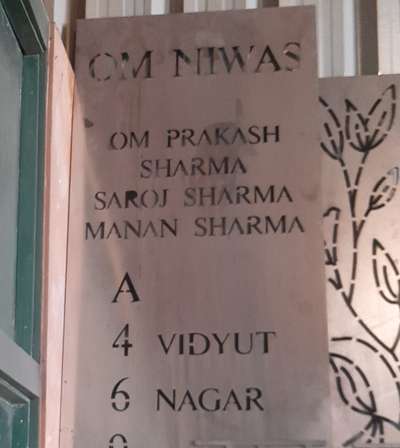 OM NIWAS
OM PRAKASH
SHARMA
SAROJ SHARMA
MANAN SHARMA
A
4 VIDYUT
6 NAGAR